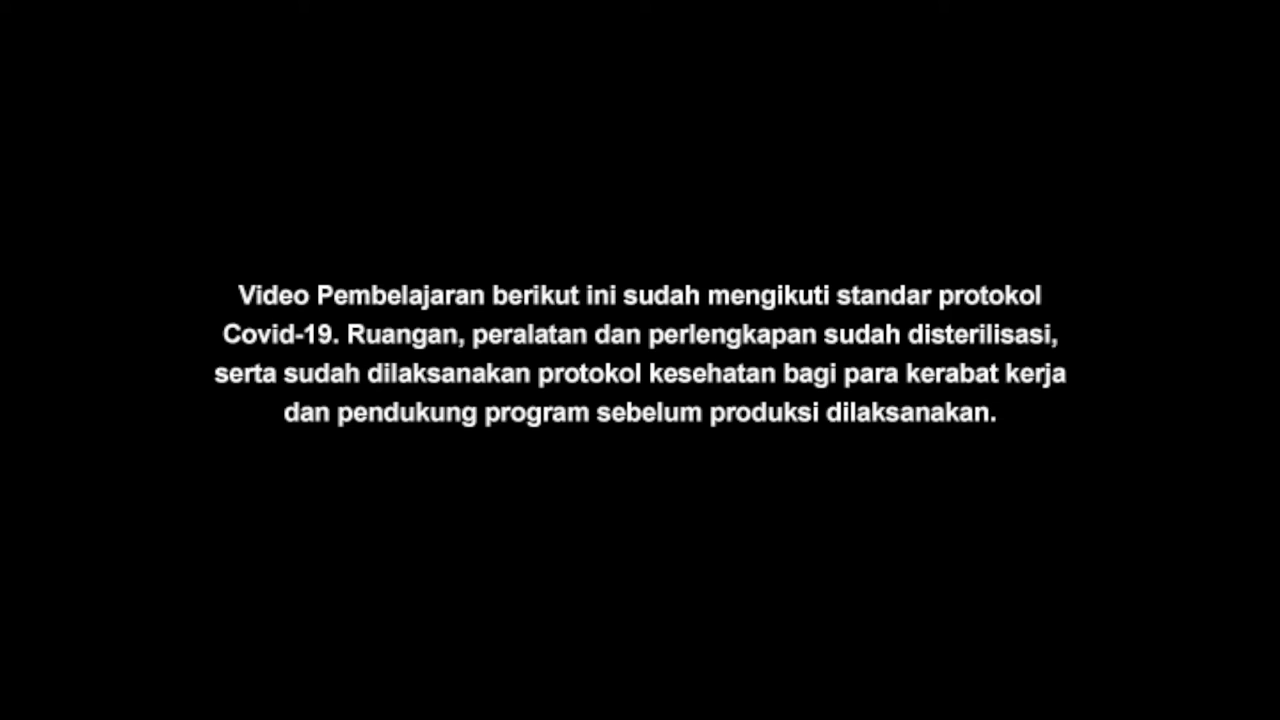 Video Pembelajaran berikut ini sudah mengikuti standar protokol
Covid-19. Ruangan, peralatan dan perlengkapan sudah disterilisasi,
serta sudah dilaksanakan protokol kesehatan bagi para kerabat kerja
dan pendukung program sebelum produksi dilaksanakan.